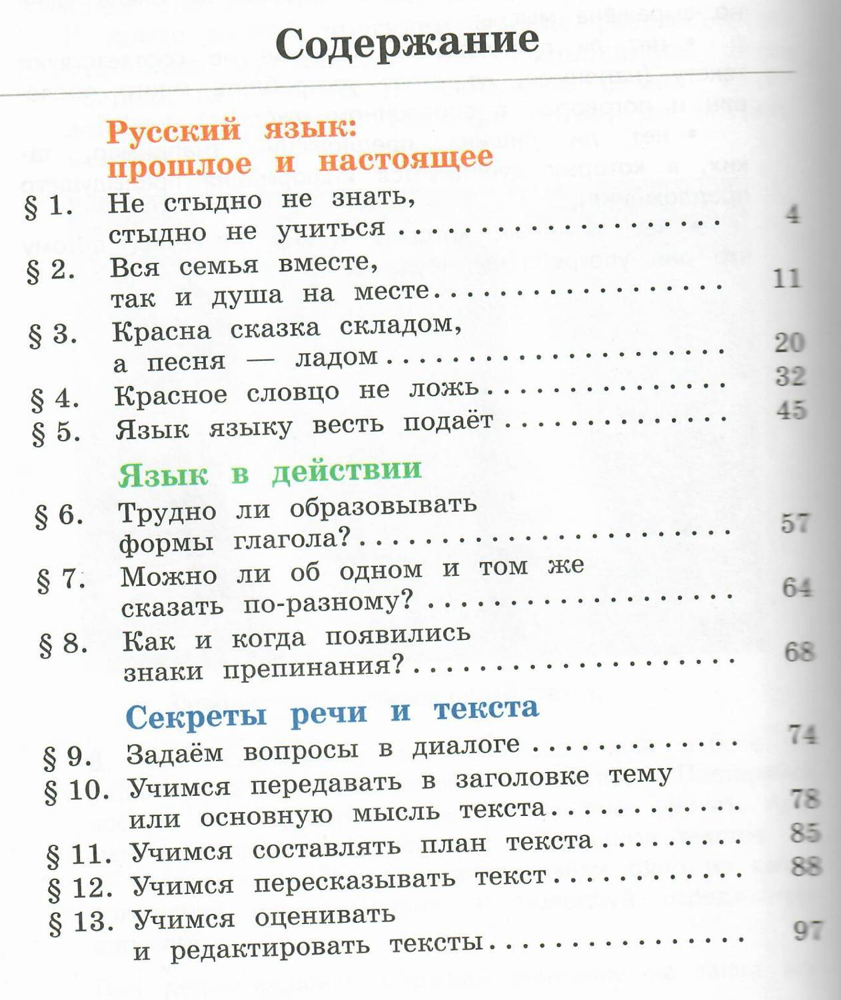 Содержание
Русский язык:
прошлое и настоящее
§ 1. Не стыдно не знать,
стыдно не учиться . . . . . . . . . . . . . . . . . . . . 4
§ 2. Вся семья вместе,
так и душа на месте. . . . . . . . . . . . . . . . . . 11
§ 3. Красна сказка складом,
а песня — ладом . . . . . . . . . . . . . . . . . . . . . 20
§ 4. Красное словцо не ложь . . . . . . . . . . . . . . . 32
§ 5. Язык языку весть подаёт . . . . . . . . . . . . . . 45
Язык в действии
§ 6. Трудно ли образовывать
формы глагола? . . . . . . . . . . . . . . . . . . . . . . . 57
§ 7. Можно ли об одном и том же
сказать по-разному? . . . . . . . . . . . . . . . . . . . 64
§ 8. Как и когда появились
знаки препинания? . . . . . . . . . . . . . . . . . . . . 68
Секреты речи и текста
§ 9. Задаём вопросы в диалоге . . . . . . . . . . . . . 74
§ 10. Учимся передавать в заголовке тему
или основную мысль текста. . . . . . . . . . . . 78
§ 11. Учимся составлять план текста . . . . . . . . . 85
§ 12. Учимся пересказывать текст. . . . . . . . . . . . 88
§ 13. Учимся оценивать
и редактировать тексты. . . . . . . . . . . . . . . . 97